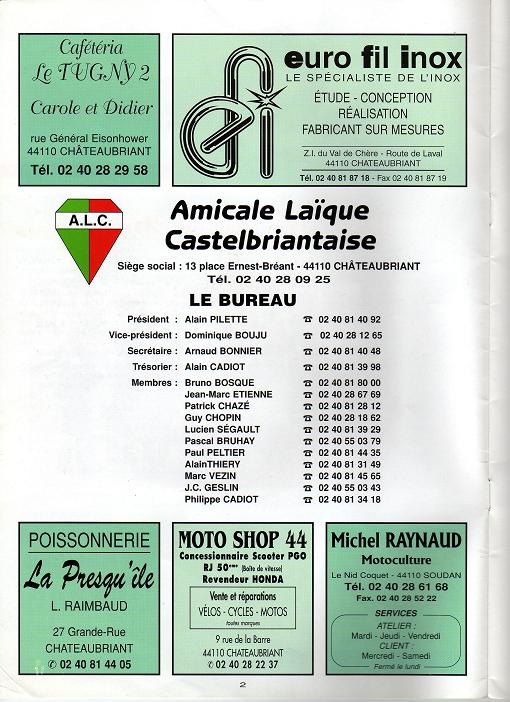 Cafétéria
Le TUGNY 2
Carole et Didier
rue Général Eisonhower
44110 CHÂTEAUBRIANT
Tél. 02 40 28 29 58
euro fil inox
LE SPÉCIALISTE DE L'INOX
ÉTUDE - CONCEPTION
RÉALISATION
FABRICANT SUR MESURES
Z.I. du Val de Chère - Route de Laval
44110 CHATEAUBRIANT
Tél. 02 40 81 87 18 - Fax 02 40 81 87 19
A.L.C.
Amicale Laïque
Castelbriantaise
Siège social : 13 place Ernest-Bréant - 44110 CHÂTEAUBRIANT
Tél. 02 40 28 09 25
LE BUREAU
Président : Alain PILETTE ☎ 02 40 81 40 92
Vice-président : Dominique BOUJU ☎ 02 40 28 12 65
Secrétaire : Arnaud BONNIER ☎ 02 40 81 40 48
Trésorier : Alain CADIOT ☎ 02 40 81 39 98
Membres : Bruno BOSQUE ☎ 02 40 81 80 00
Jean-Marc ETIENNE ☎ 02 40 28 67 69
Patrick CHAZÉ ☎ 02 40 81 28 12
Guy CHOPIN ☎ 02 40 28 18 62
Lucien SÉGAULT ☎ 02 40 81 39 29
Pascal BRUHAY ☎ 02 40 55 03 79
Paul PELTIER ☎ 02 40 81 44 35
AlainTHIERY ☎ 02 40 81 31 49
Marc VEZIN ☎ 02 40 81 45 65
J.C. GESLIN ☎ 02 40 55 03 43
Philippe CADIOT ☎ 02 40 81 34 18
POISSONNERIE
La Presqu'île
L. RAIMBAUD
27 Grande-Rue
CHATEAUBRIANT
✆ 02 40 81 44 05
MOTO SHOP 44
Concessionnaire Scooter PGO
RJ 50ème (Boîte de vitesse)
Revendeur HONDA
Vente et réparations
VÉLOS - CYCLES - MOTOS
toutes marques
9 rue de la Barre
44110 CHATEAUBRIANT
✆ 02 40 28 22 37
Michel RAYNAUD
Motoculture
Le Nid Coquet - 44110 SOUDAN
Tél. 02 40 28 61 68
Fax. 02 40 28 52 22
SERVICES
ATELIER :
Mardi - Jeudi - Vendredi
CLIENT :
Mercredi - Samedi
Fermé le lundi
2